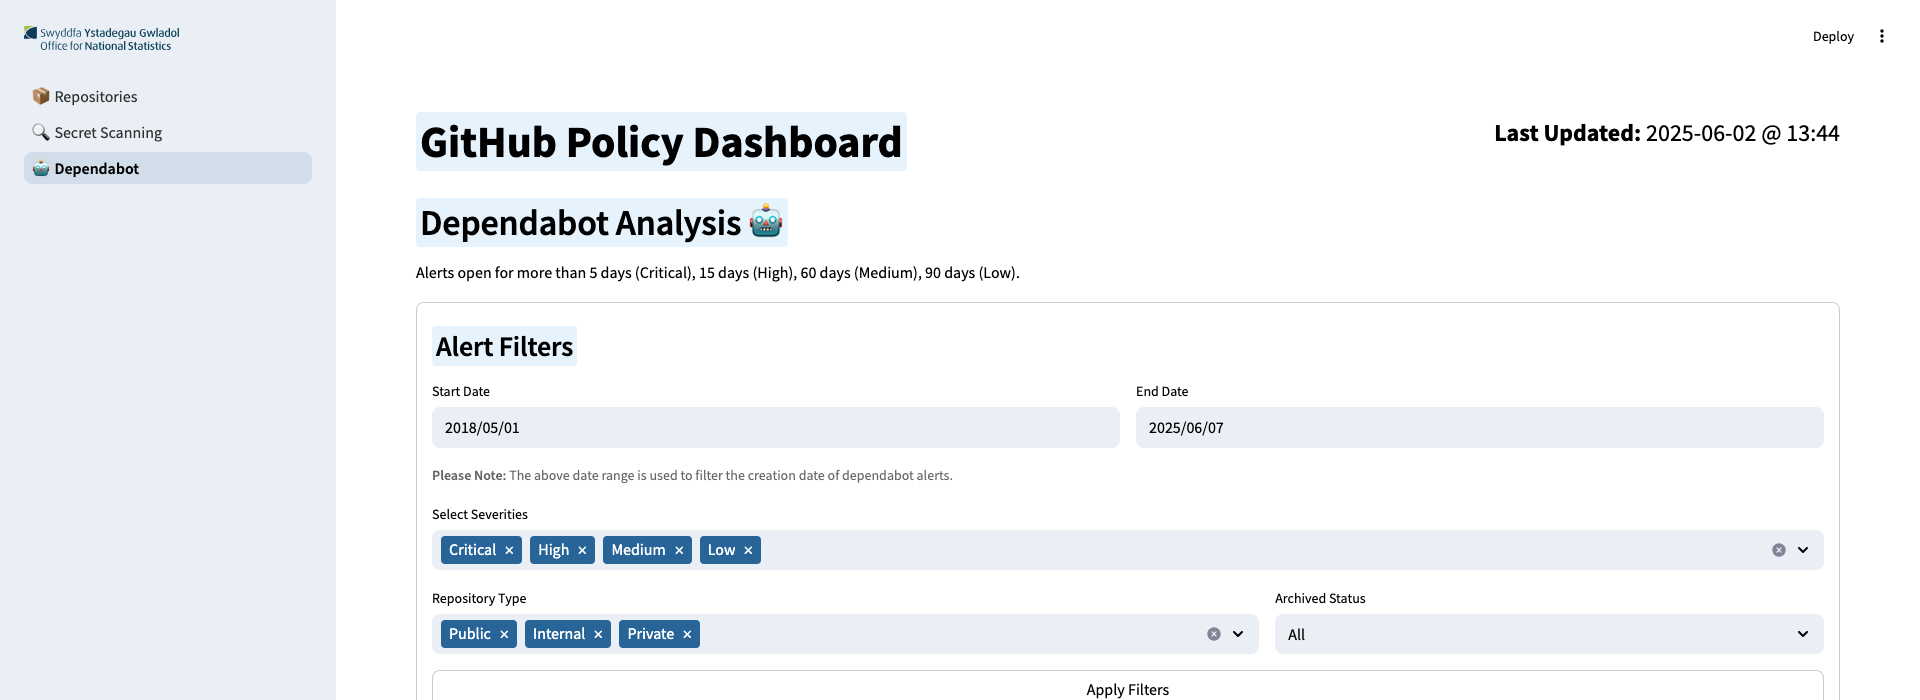 Swyddfa Ystadegau Gwladol
Office for National Statistics
Repositories
Secret Scanning
Dependabot
Deploy
GitHub Policy Dashboard
Last Updated: 2025-06-02 @ 13:44
Dependabot Analysis
Alerts open for more than 5 days (Critical), 15 days (High), 60 days (Medium), 90 days (Low).
Alert Filters
Start Date
End Date
2018/05/01
2025/06/07
Please Note: The above date range is used to filter the creation date of dependabot alerts.
Select Severities
Critical × High × Medium × Low ×
Repository Type
Archived Status
Public × Internal × Private ×
All
Apply Filters